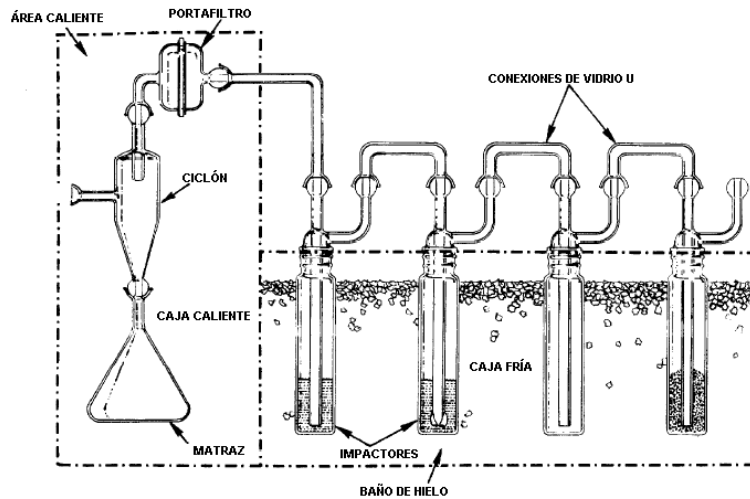 ÁREA CALIENTE
PORTAFILTRO
CONEXIONES DE VIDRIO U
CICLÓN
CAJA CALIENTE
CAJA FRÍA
MATRAZ
IMPACTORES
BAÑO DE HIELO